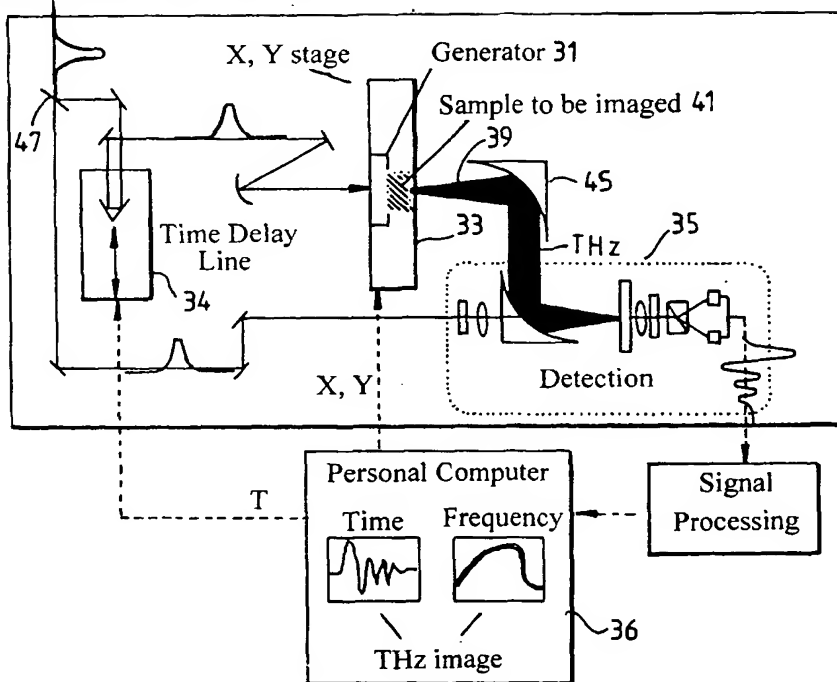 X, Y stage
Generator 31
Sample to be imaged 41
47
39
45
Time Delay
Line
34
33
THz
35
Detection
X, Y
T
Personal Computer
Time
Frequency
THz image
36
Signal
Processing